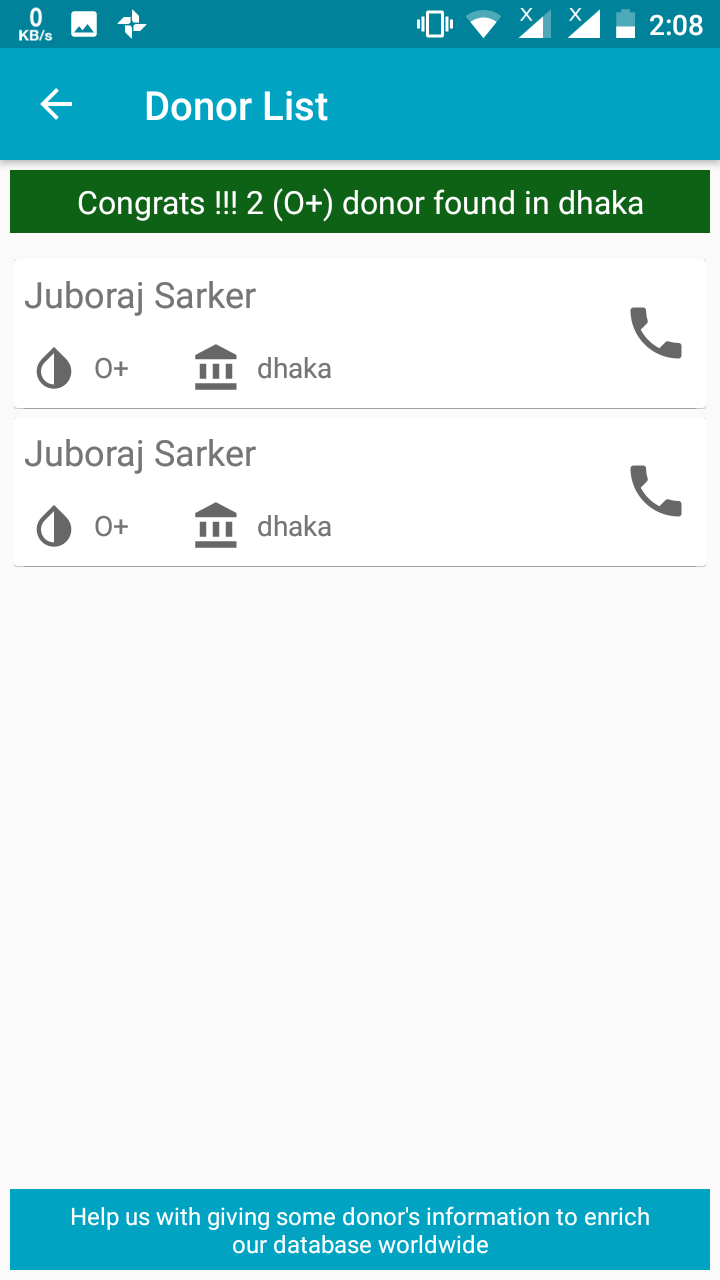 0
KB/s
X
X
2:08
Donor List
Congrats !!! 2 (O+) donor found in dhaka
Juboraj Sarker
O+
dhaka
Juboraj Sarker
O+
dhaka
Help us with giving some donor's information to enrich
our database worldwide